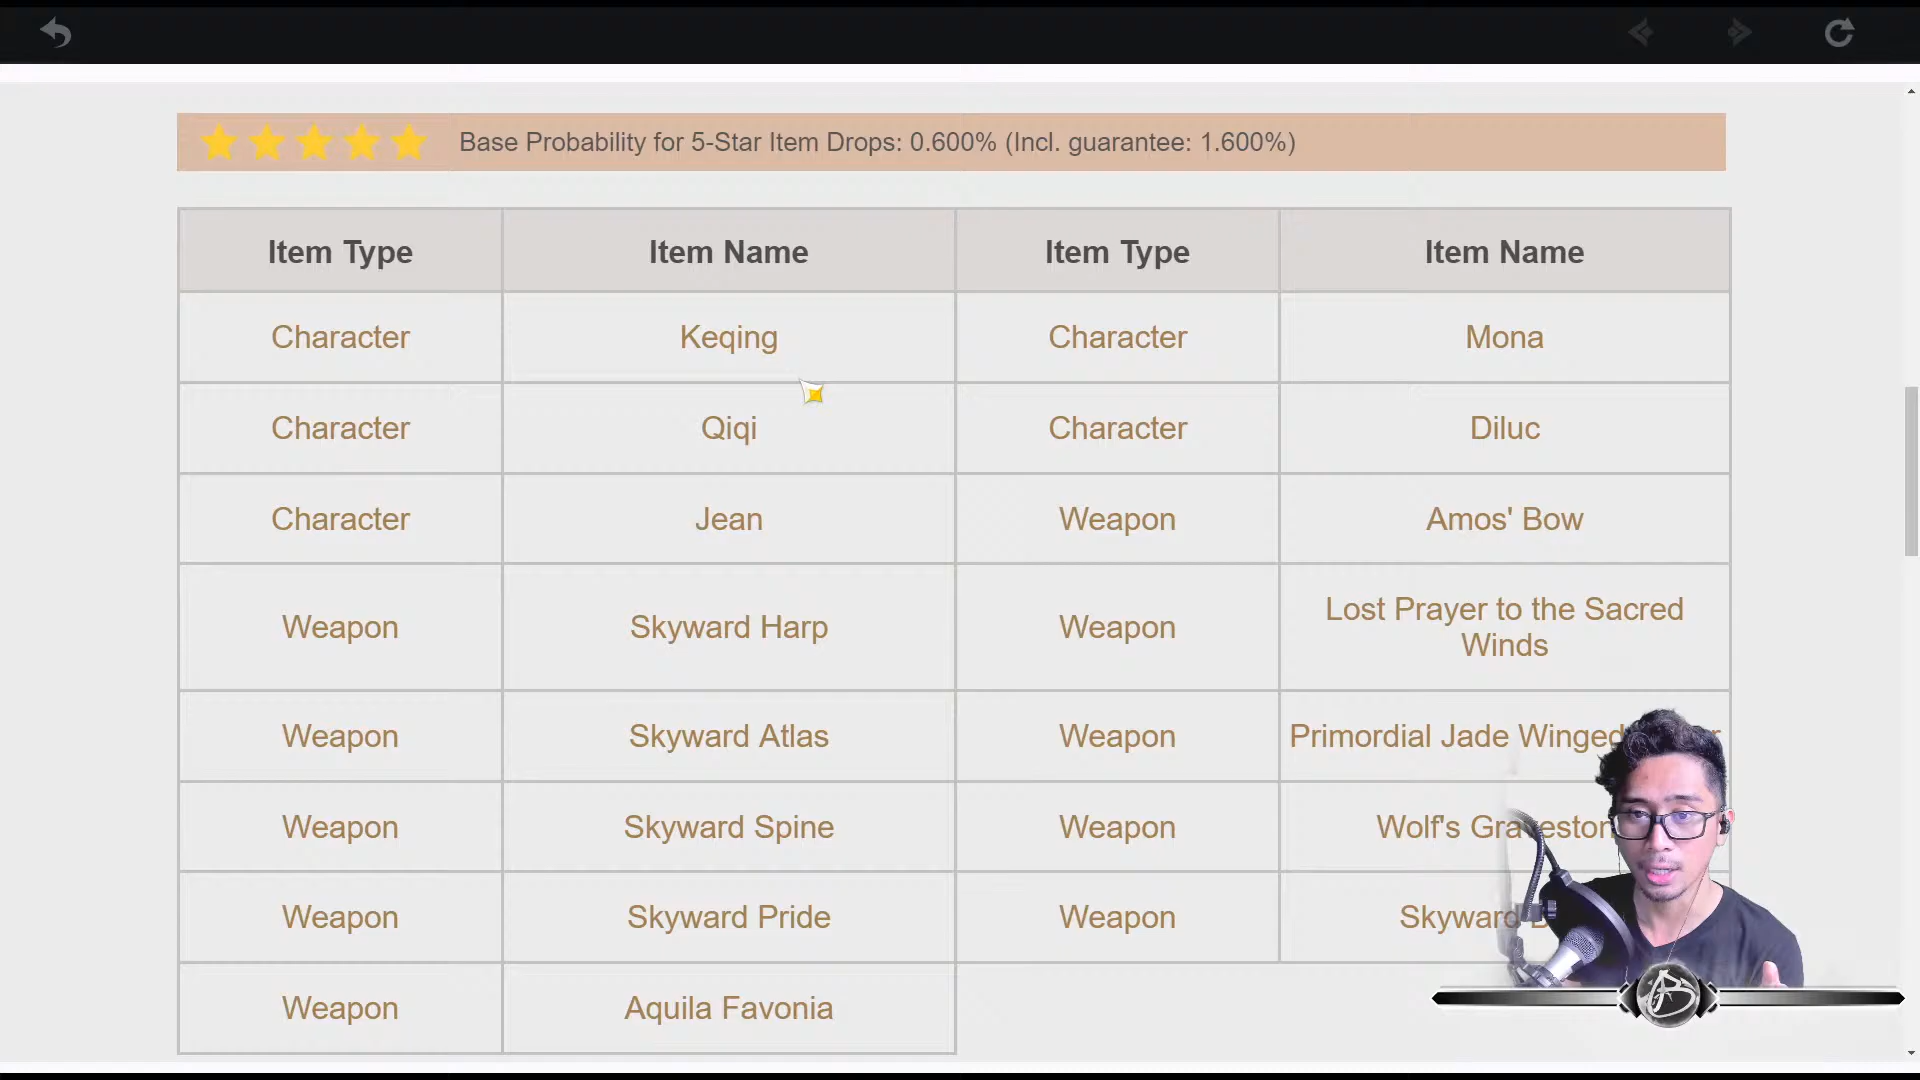 Base Probability for 5-Star Item Drops: 0.600% (Incl. guarantee: 1.600%)
Item Type Item Name Item Type Item Name
Character Keqing Character Mona
Character Qiqi Character Diluc
Character Jean Weapon Amos' Bow
Weapon Skyward Harp Weapon Lost Prayer to the Sacred
Winds
Weapon Skyward Atlas Weapon Primordial Jade Winged
Weapon Skyward Spine Weapon Wolf's
Weapon Skyward Pride Weapon Skyward
Weapon Aquila Favonia